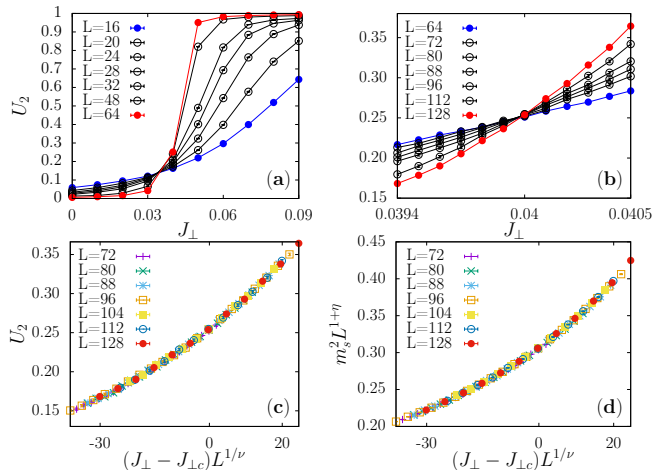 1
0.9
0.8
0.7
0.6
0.5
0.4
0.3
0.2
0.1
0
U₂
L=16
L=20
L=24
L=28
L=32
L=48
L=64
(a)
0 0.03 0.06 0.09
J⊥
0.35
0.30
0.25
0.20
0.15
U₂
L=64
L=72
L=80
L=88
L=96
L=112
L=128
(b)
0.0394 0.04 0.0405
J⊥
0.35
0.30
0.25
0.20
0.15
U₂
L=72
L=80
L=88
L=96
L=104
L=112
L=128
(c)
-30 0 20
(J⊥ − J⊥c)L^{1/ν}
0.45
0.40
0.35
0.30
0.25
0.20
m_s²L^{1+η}
L=72
L=80
L=88
L=96
L=104
L=112
L=128
(d)
-30 0 20
(J⊥ − J⊥c)L^{1/ν}